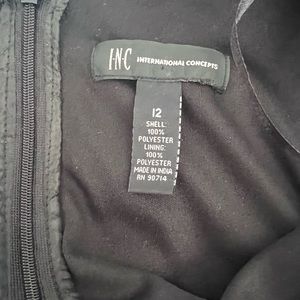 I·N·C INTERNATIONAL CONCEPTS
12
SHELL:
100%
POLYESTER
LINING:
100%
POLYESTER
MADE IN INDIA
RN 90714